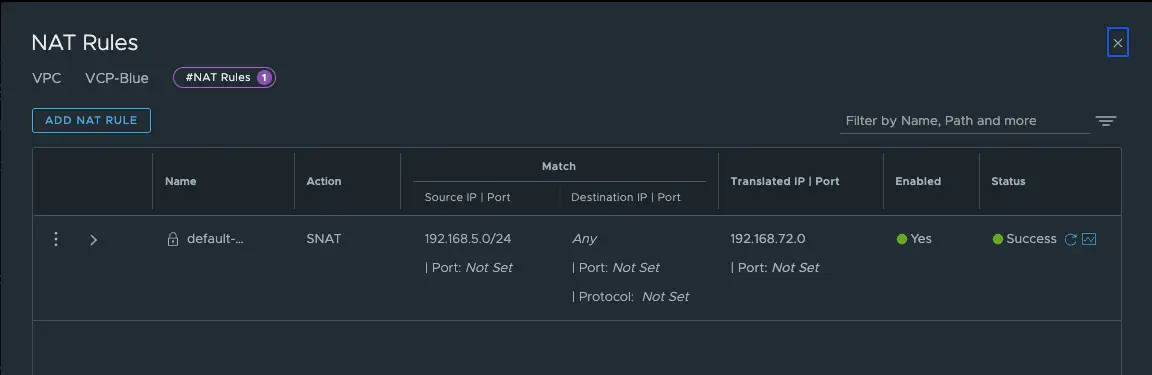 NAT Rules
VPC VCP-Blue #NAT Rules 1
ADD NAT RULE
Filter by Name, Path and more
Name Action Match Translated IP | Port Enabled Status
Source IP | Port Destination IP | Port
default-... SNAT 192.168.5.0/24 Any 192.168.72.0 Yes Success
| Port: Not Set | Port: Not Set | Port: Not Set
| Protocol: Not Set